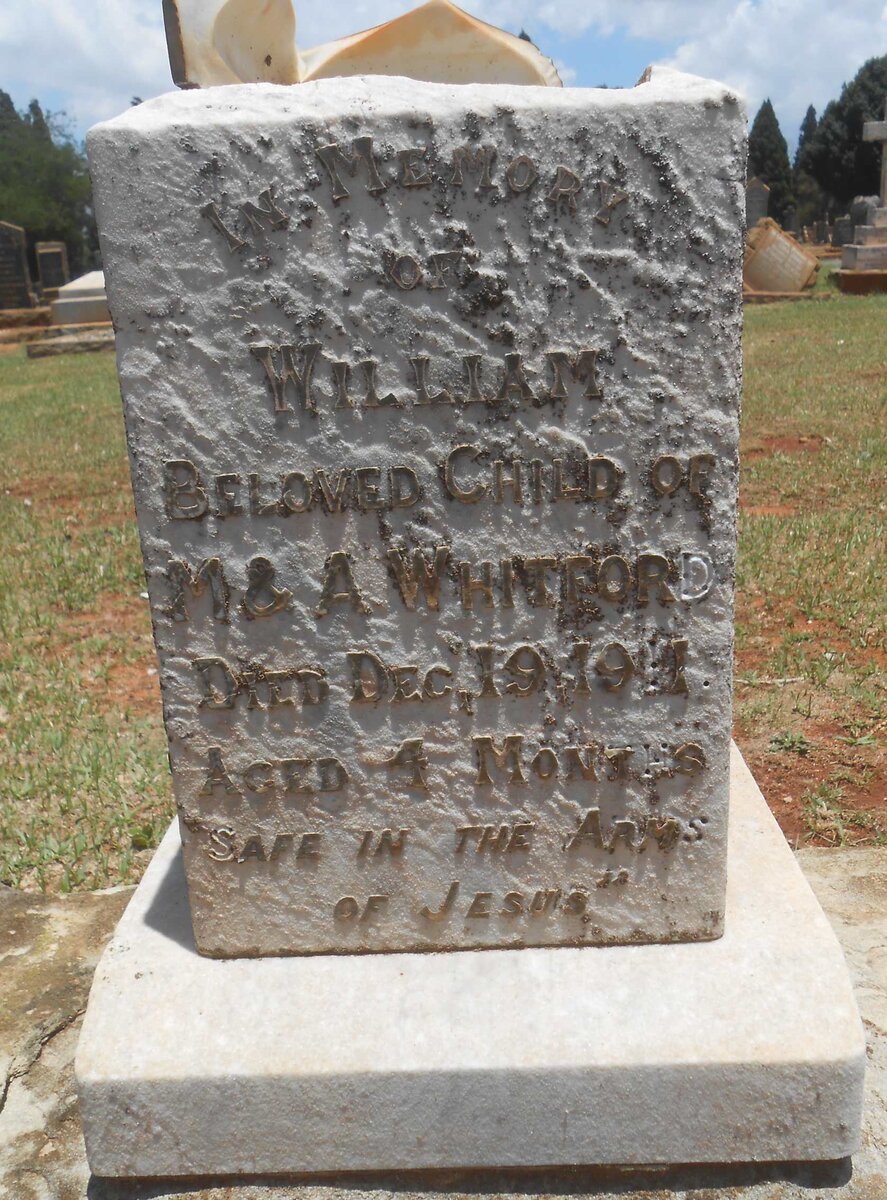 IN MEMORY
OF
WILLIAM
BELOVED CHILD OF
M & A WHITFORD
DIED DEC. 19, 1911.
AGED 4 MONTHS
"SAFE IN THE ARMS
OF JESUS"